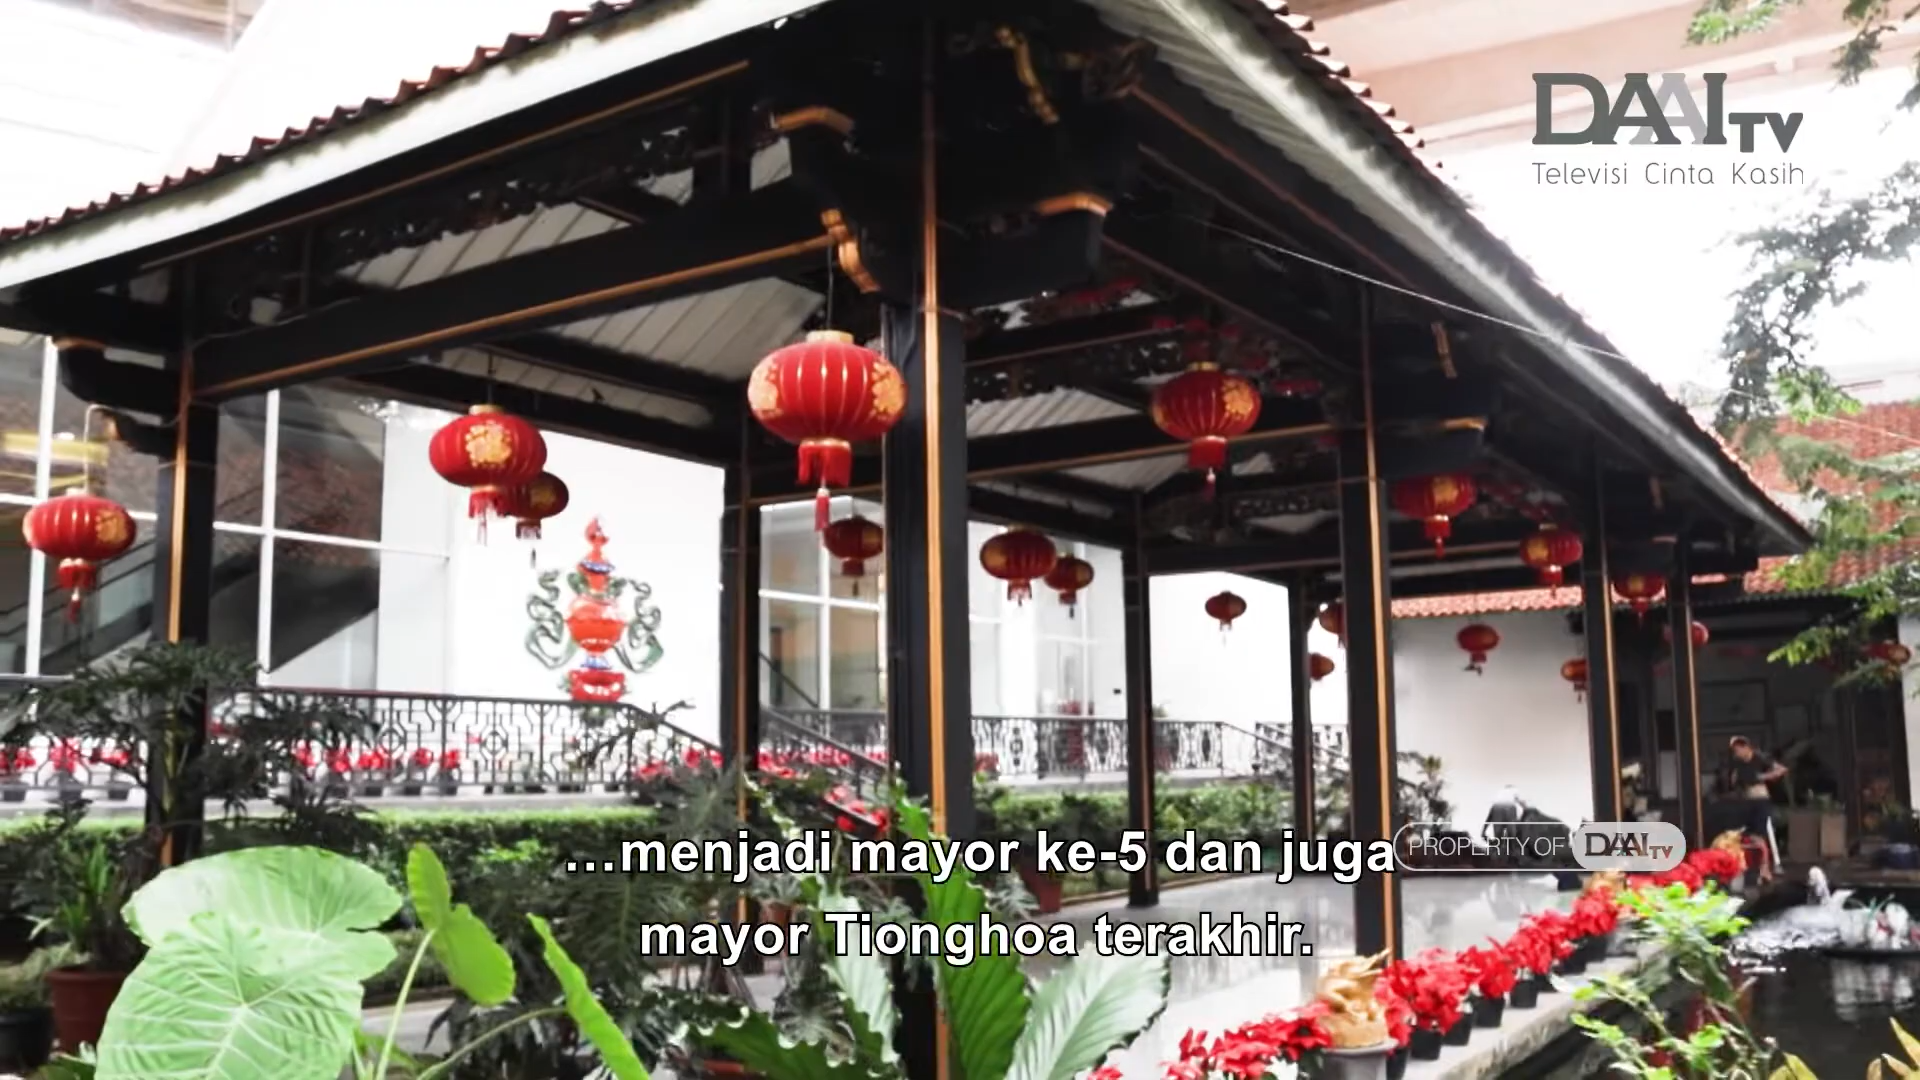 DAAI TV
Televisi Cinta Kasih
...menjadi mayor ke-5 dan juga
PROPERTY OF DAAI TV
mayor Tionghoa terakhir.